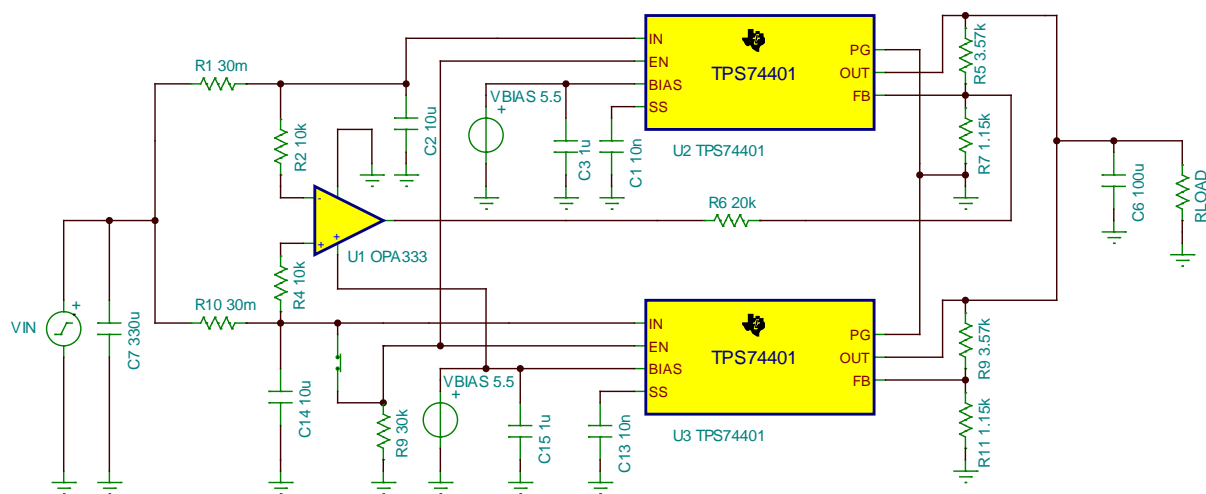 R1 30m
R2 10k
C2 10u
VBIAS 5.5
+
C3 1u
C1 10n
IN
EN
BIAS
SS
TPS74401
PG
OUT
FB
U2 TPS74401
R5 3.57k
R7 1.15k
-
+
+
U1 OPA333
R6 20k
C6 100u
RLOAD
R4 10k
R10 30m
VIN
+
C7 330u
C14 10u
R9 30k
VBIAS 5.5
+
C15 1u
C13 10n
IN
EN
BIAS
SS
TPS74401
PG
OUT
FB
U3 TPS74401
R9 3.57k
R11 1.15k